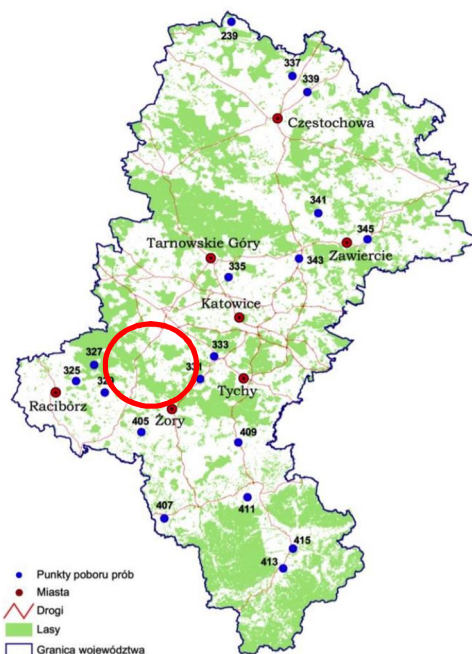 239
337
339
Częstochowa
341
345
Tarnowskie Góry
Zawiercie
343
335
Katowice
333
327
325
Tychy
Racibórz
Żory
405
409
411
407
415
413
Punkty poboru prób
Miasta
Drogi
Lasy
Granica województwa